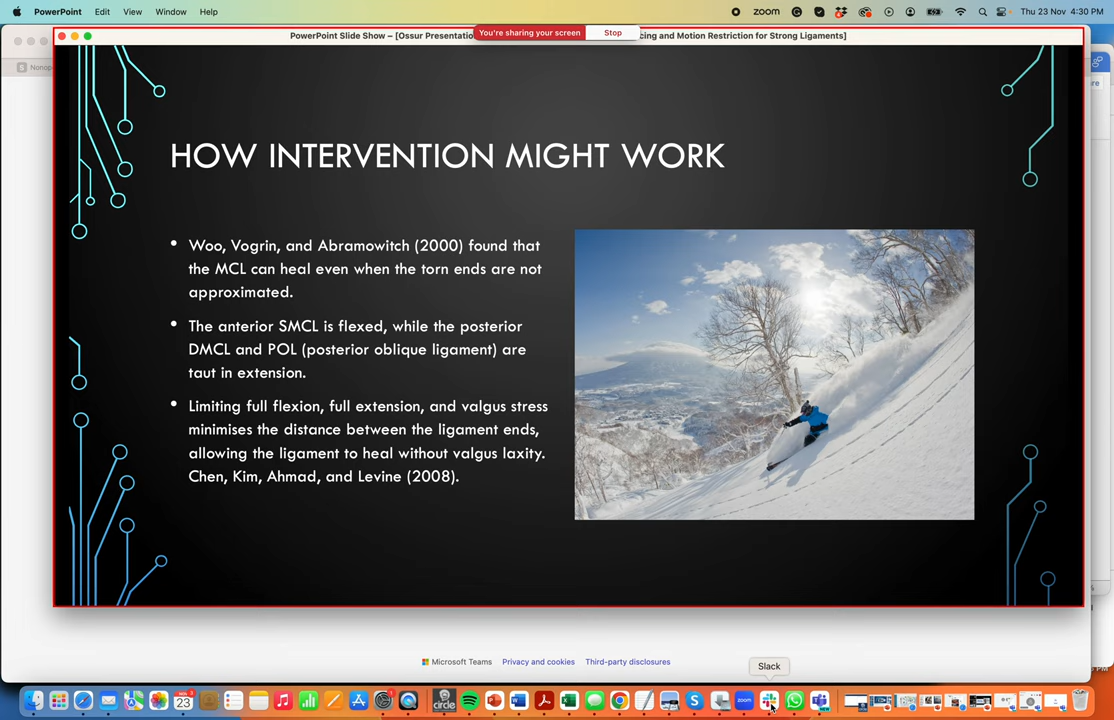 PowerPoint Edit View Window Help zoom Thu 23 Nov 4:30 PM
PowerPoint Slide Show – [Ossur Presentatio
You're sharing your screen Stop
cing and Motion Restriction for Strong Ligaments]
S Nonop
HOW INTERVENTION MIGHT WORK
• Woo, Vogrin, and Abramowitch (2000) found that
the MCL can heal even when the torn ends are not
approximated.
• The anterior SMCL is flexed, while the posterior
DMCL and POL (posterior oblique ligament) are
taut in extension.
• Limiting full flexion, full extension, and valgus stress
minimises the distance between the ligament ends,
allowing the ligament to heal without valgus laxity.
Chen, Kim, Ahmad, and Levine (2008).
Microsoft Teams Privacy and cookies Third-party disclosures
Slack
23 circle zoom